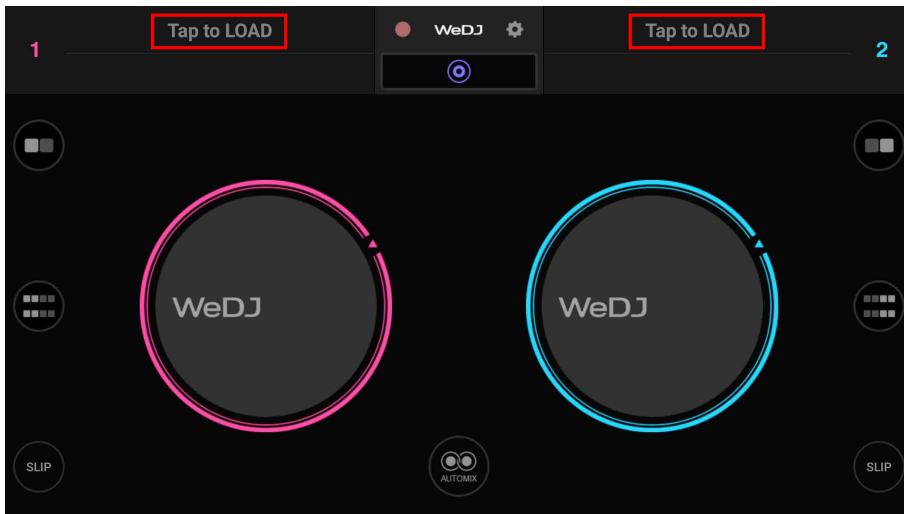 1
Tap to LOAD
WeDJ
Tap to LOAD
2
WeDJ
WeDJ
SLIP
AUTOMIX
SLIP